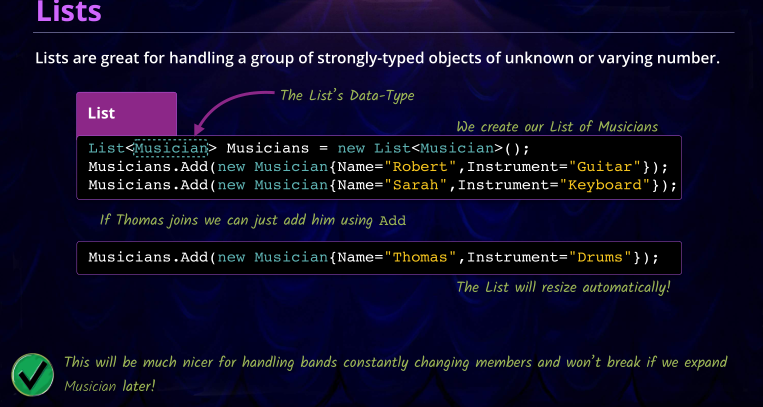 Lists
Lists are great for handling a group of strongly-typed objects of unknown or varying number.
The List's Data-Type
List
We create our List of Musicians
List<Musician> Musicians = new List<Musician>();
Musicians.Add(new Musician{Name="Robert",Instrument="Guitar"});
Musicians.Add(new Musician{Name="Sarah",Instrument="Keyboard"});
If Thomas joins we can just add him using Add
Musicians.Add(new Musician{Name="Thomas",Instrument="Drums"});
The List will resize automatically!
This will be much nicer for handling bands constantly changing members and won't break if we expand
Musician later!